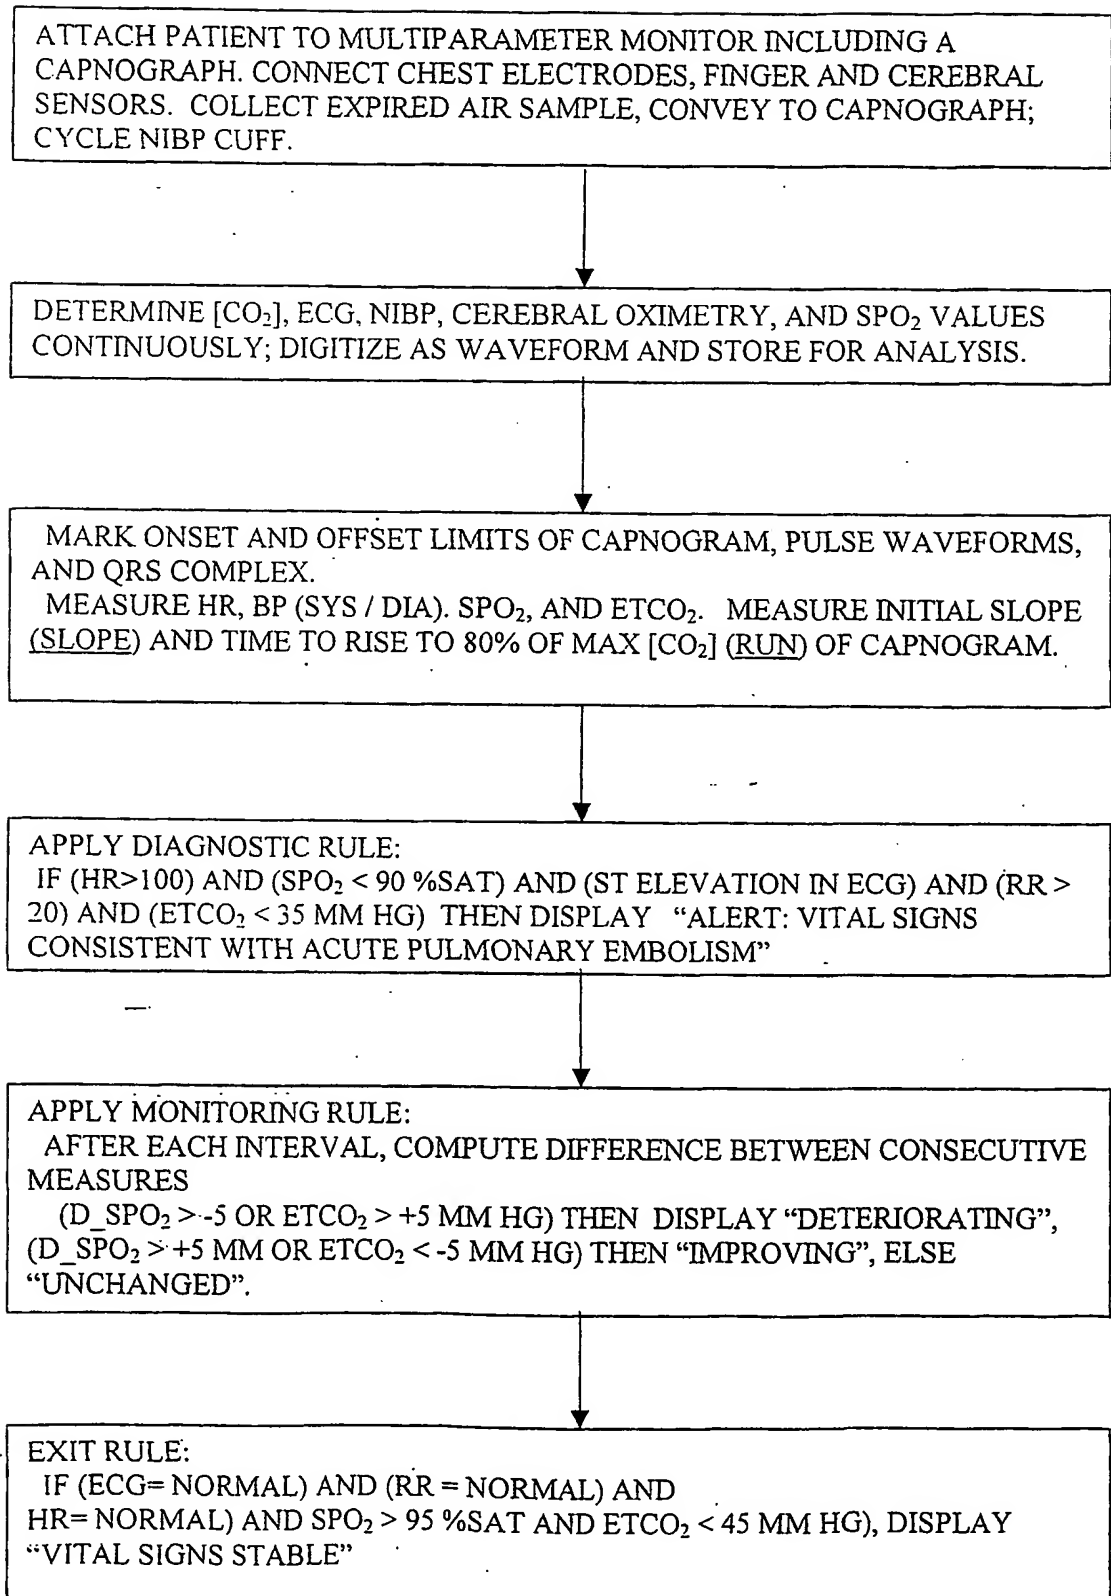 ATTACH PATIENT TO MULTIPARAMETER MONITOR INCLUDING A
CAPNOGRAPH. CONNECT CHEST ELECTRODES, FINGER AND CEREBRAL
SENSORS.  COLLECT EXPIRED AIR SAMPLE, CONVEY TO CAPNOGRAPH;
CYCLE NIBP CUFF.
DETERMINE [CO₂], ECG, NIBP, CEREBRAL OXIMETRY, AND SPO₂ VALUES
CONTINUOUSLY; DIGITIZE AS WAVEFORM AND STORE FOR ANALYSIS.
MARK ONSET AND OFFSET LIMITS OF CAPNOGRAM, PULSE WAVEFORMS,
AND QRS COMPLEX.
MEASURE HR, BP (SYS / DIA). SPO₂, AND ETCO₂.  MEASURE INITIAL SLOPE
(SLOPE) AND TIME TO RISE TO 80% OF MAX [CO₂] (RUN) OF CAPNOGRAM.
APPLY DIAGNOSTIC RULE:
IF (HR>100) AND (SPO₂ < 90 %SAT) AND (ST ELEVATION IN ECG) AND (RR >
20) AND (ETCO₂ < 35 MM HG)  THEN DISPLAY  "ALERT: VITAL SIGNS
CONSISTENT WITH ACUTE PULMONARY EMBOLISM"
APPLY MONITORING RULE:
AFTER EACH INTERVAL, COMPUTE DIFFERENCE BETWEEN CONSECUTIVE
MEASURES
(D_SPO₂ > -5 OR ETCO₂ > +5 MM HG) THEN  DISPLAY "DETERIORATING",
(D_SPO₂ > +5 MM OR ETCO₂ < -5 MM HG) THEN "IMPROVING", ELSE
"UNCHANGED".
EXIT RULE:
IF (ECG= NORMAL) AND (RR = NORMAL) AND
HR= NORMAL) AND SPO₂ > 95 %SAT AND ETCO₂ < 45 MM HG), DISPLAY
"VITAL SIGNS STABLE"